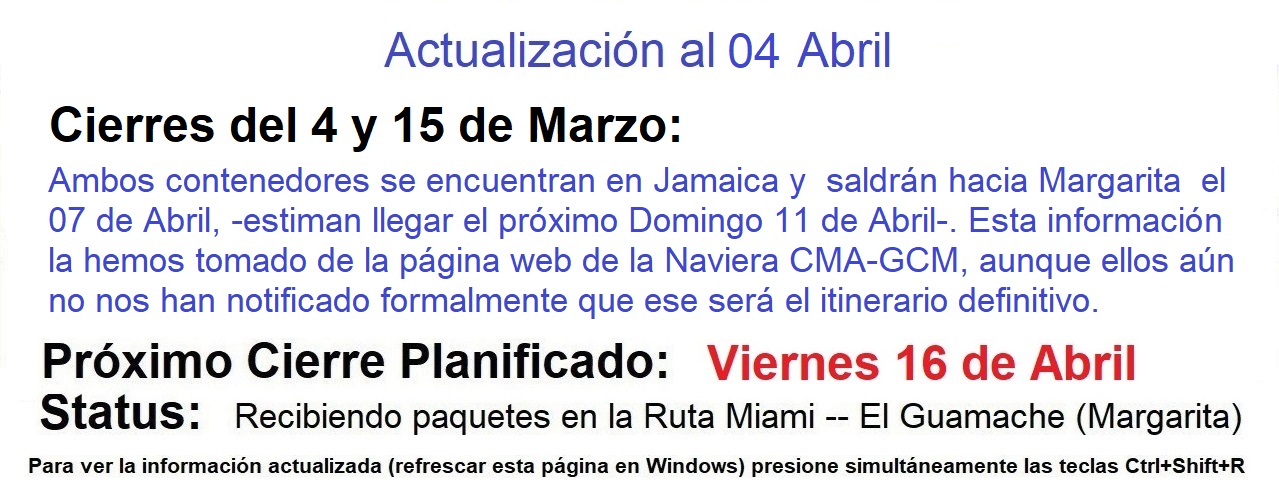 Actualización al 04 Abril
Cierres del 4 y 15 de Marzo:
Ambos contenedores se encuentran en Jamaica y saldrán hacia Margarita el
07 de Abril, -estiman llegar el próximo Domingo 11 de Abril-. Esta información
la hemos tomado de la página web de la Naviera CMA-GCM, aunque ellos aún
no nos han notificado formalmente que ese será el itinerario definitivo.
Próximo Cierre Planificado: Viernes 16 de Abril
Status: Recibiendo paquetes en la Ruta Miami -- El Guamache (Margarita)
Para ver la información actualizada (refrescar esta página en Windows) presione simultáneamente las teclas Ctrl+Shift+R